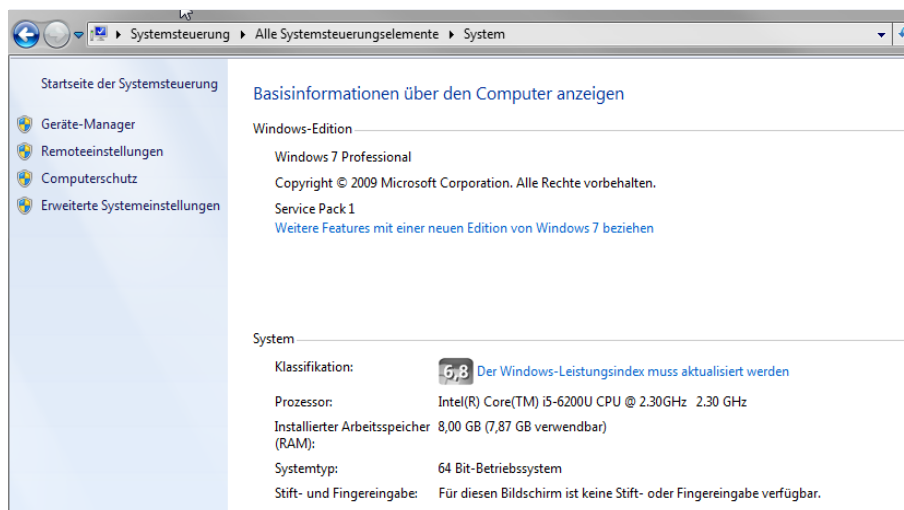 Systemsteuerung Alle Systemsteuerungselemente System
Startseite der Systemsteuerung
Geräte-Manager
Remoteeinstellungen
Computerschutz
Erweiterte Systemeinstellungen
Basisinformationen über den Computer anzeigen
Windows-Edition
Windows 7 Professional
Copyright © 2009 Microsoft Corporation. Alle Rechte vorbehalten.
Service Pack 1
Weitere Features mit einer neuen Edition von Windows 7 beziehen
System
Klassifikation: 6,8 Der Windows-Leistungsindex muss aktualisiert werden
Prozessor: Intel(R) Core(TM) i5-6200U CPU @ 2.30GHz 2.30 GHz
Installierter Arbeitsspeicher 8,00 GB (7,87 GB verwendbar)
(RAM):
Systemtyp: 64 Bit-Betriebssystem
Stift- und Fingereingabe: Für diesen Bildschirm ist keine Stift- oder Fingereingabe verfügbar.